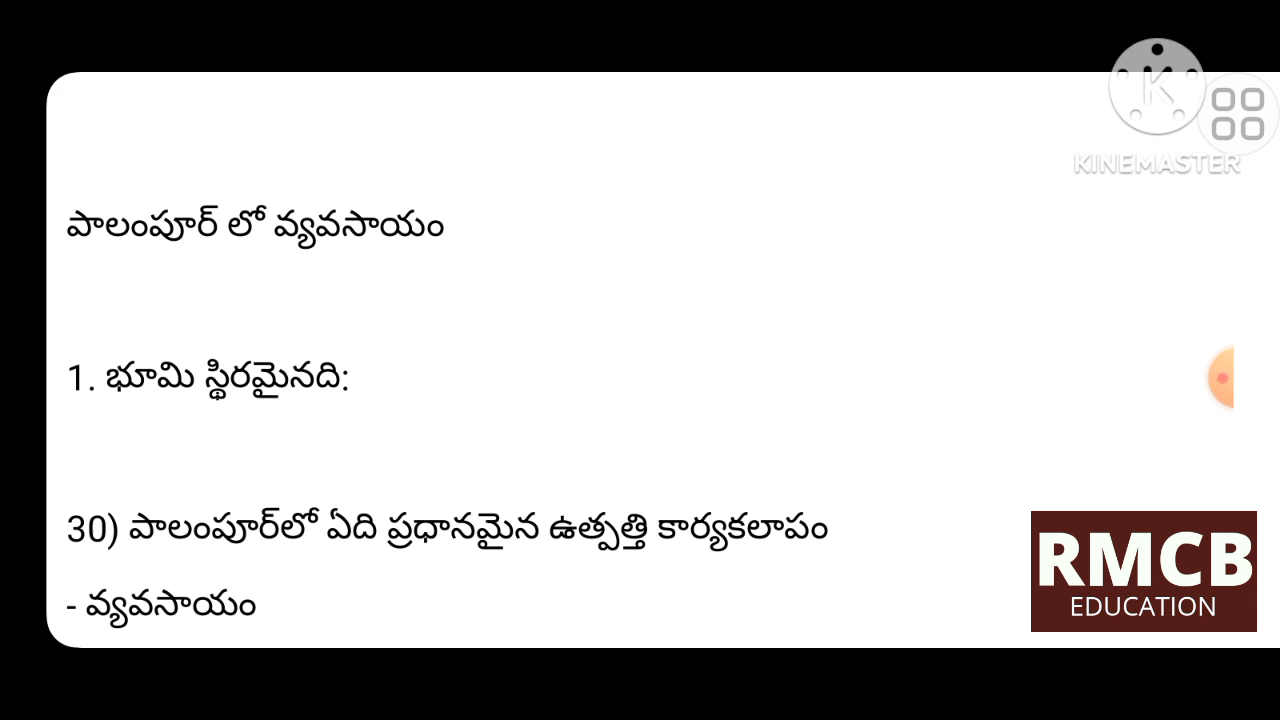 KINEMASTER
పాలంపూర్ లో వ్యవసాయం
1. భూమి స్థిరమైనది:
30) పాలంపూర్‌లో ఏది ప్రధానమైన ఉత్పత్తి కార్యకలాపం
- వ్యవసాయం
RMCB
EDUCATION